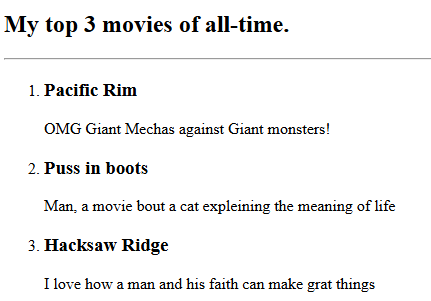 My top 3 movies of all-time.
1. Pacific Rim
OMG Giant Mechas against Giant monsters!
2. Puss in boots
Man, a movie bout a cat expleining the meaning of life
3. Hacksaw Ridge
I love how a man and his faith can make grat things